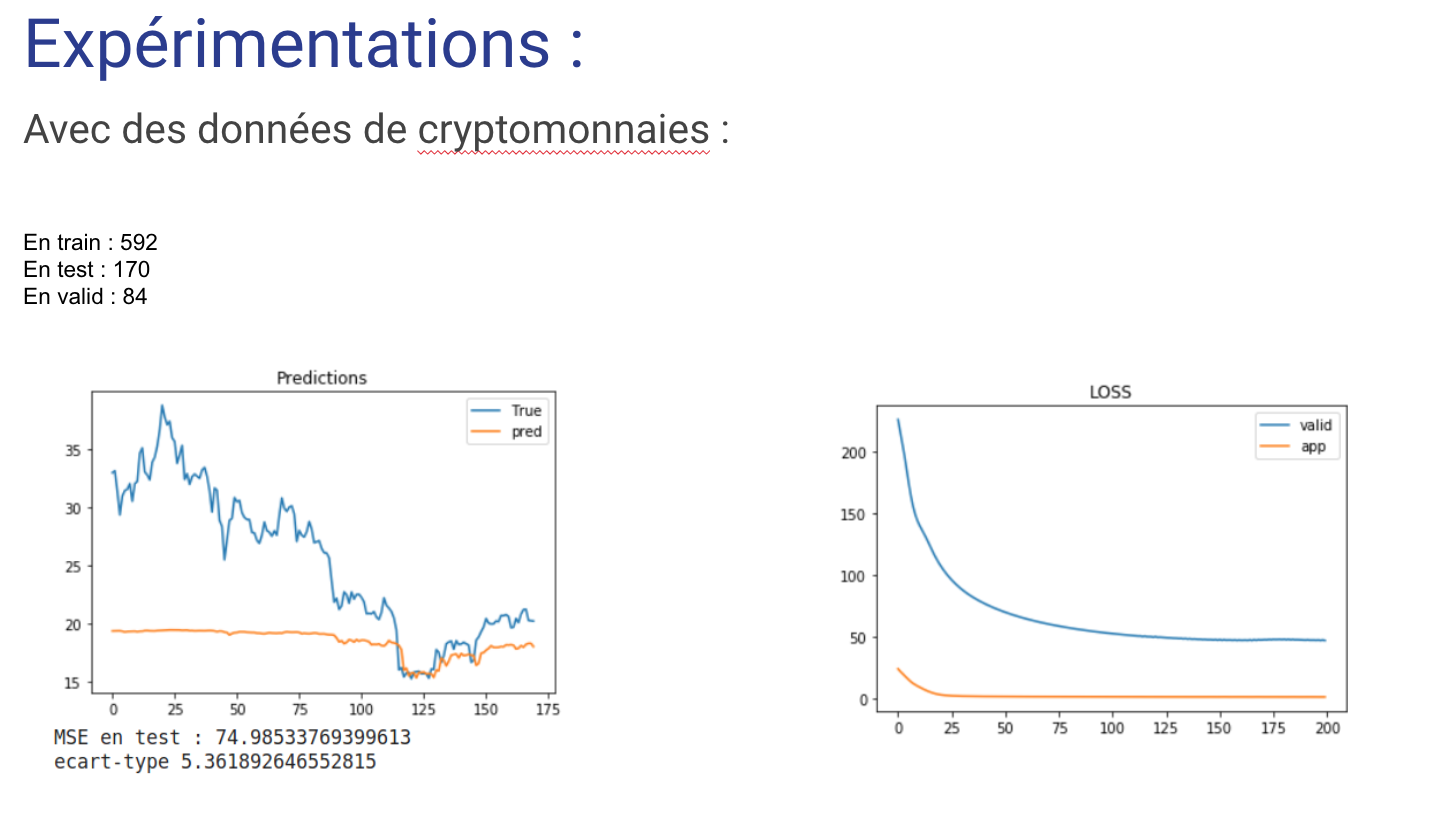 Expérimentations :
Avec des données de cryptomonnaies :
En train : 592
En test : 170
En valid : 84
Predictions
True
pred
35
30
25
20
15
0 25 50 75 100 125 150 175
MSE en test : 74.98533769399613
ecart-type 5.361892646552815
LOSS
valid
app
200
150
100
50
0
0 25 50 75 100 125 150 175 200